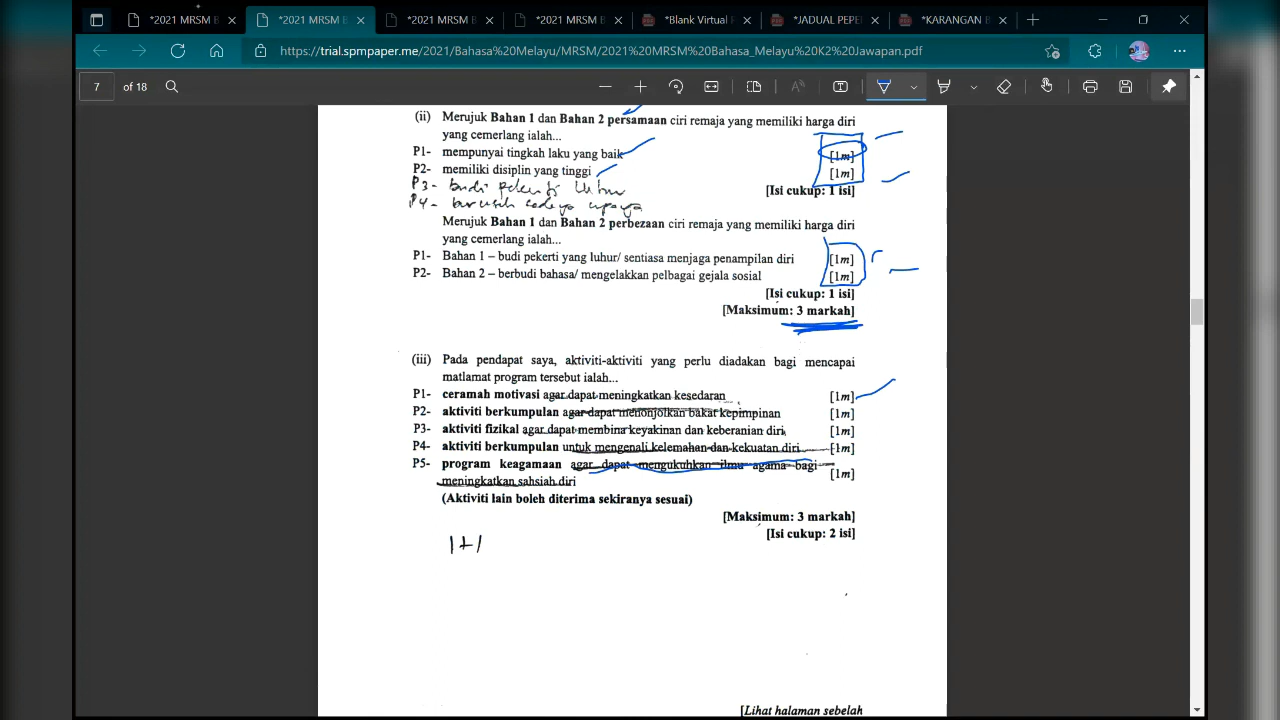 *2021 MRSM B
*2021 MRSM B
*2021 MRSM B
*2021 MRSM B
*Blank Virtual F
*JADUAL PEPER
*KARANGAN B
https://trial.spmpaper.me/2021/Bahasa%20Melayu/MRSM/2021%20MRSM%20Bahasa_Melayu%20K2%20Jawapan.pdf
7 of 18
(ii) Merujuk Bahan 1 dan Bahan 2 persamaan ciri remaja yang memiliki harga diri
yang cemerlang ialah...
P1- mempunyai tingkah laku yang baik [1m]
P2- memiliki disiplin yang tinggi [1m]
P3- budi pekerti luhur
[Isi cukup: 1 isi]
P4- berusaha sedaya upaya
Merujuk Bahan 1 dan Bahan 2 perbezaan ciri remaja yang memiliki harga diri
yang cemerlang ialah...
P1- Bahan 1 – budi pekerti yang luhur/ sentiasa menjaga penampilan diri [1m]
P2- Bahan 2 – berbudi bahasa/ mengelakkan pelbagai gejala sosial [1m]
[Isi cukup: 1 isi]
[Maksimum: 3 markah]
(iii) Pada pendapat saya, aktiviti-aktiviti yang perlu diadakan bagi mencapai
matlamat program tersebut ialah...
P1- ceramah motivasi agar dapat meningkatkan kesedaran [1m]
P2- aktiviti berkumpulan agar dapat menonjolkan bakat kepimpinan [1m]
P3- aktiviti fizikal agar dapat membina keyakinan dan keberanian diri [1m]
P4- aktiviti berkumpulan untuk mengenali kelemahan dan kekuatan diri [1m]
P5- program keagamaan agar dapat mengukuhkan ilmu agama bagi
meningkatkan sahsiah diri [1m]
(Aktiviti lain boleh diterima sekiranya sesuai)
[Maksimum: 3 markah]
[Isi cukup: 2 isi]
1+1
[Lihat halaman sebelah